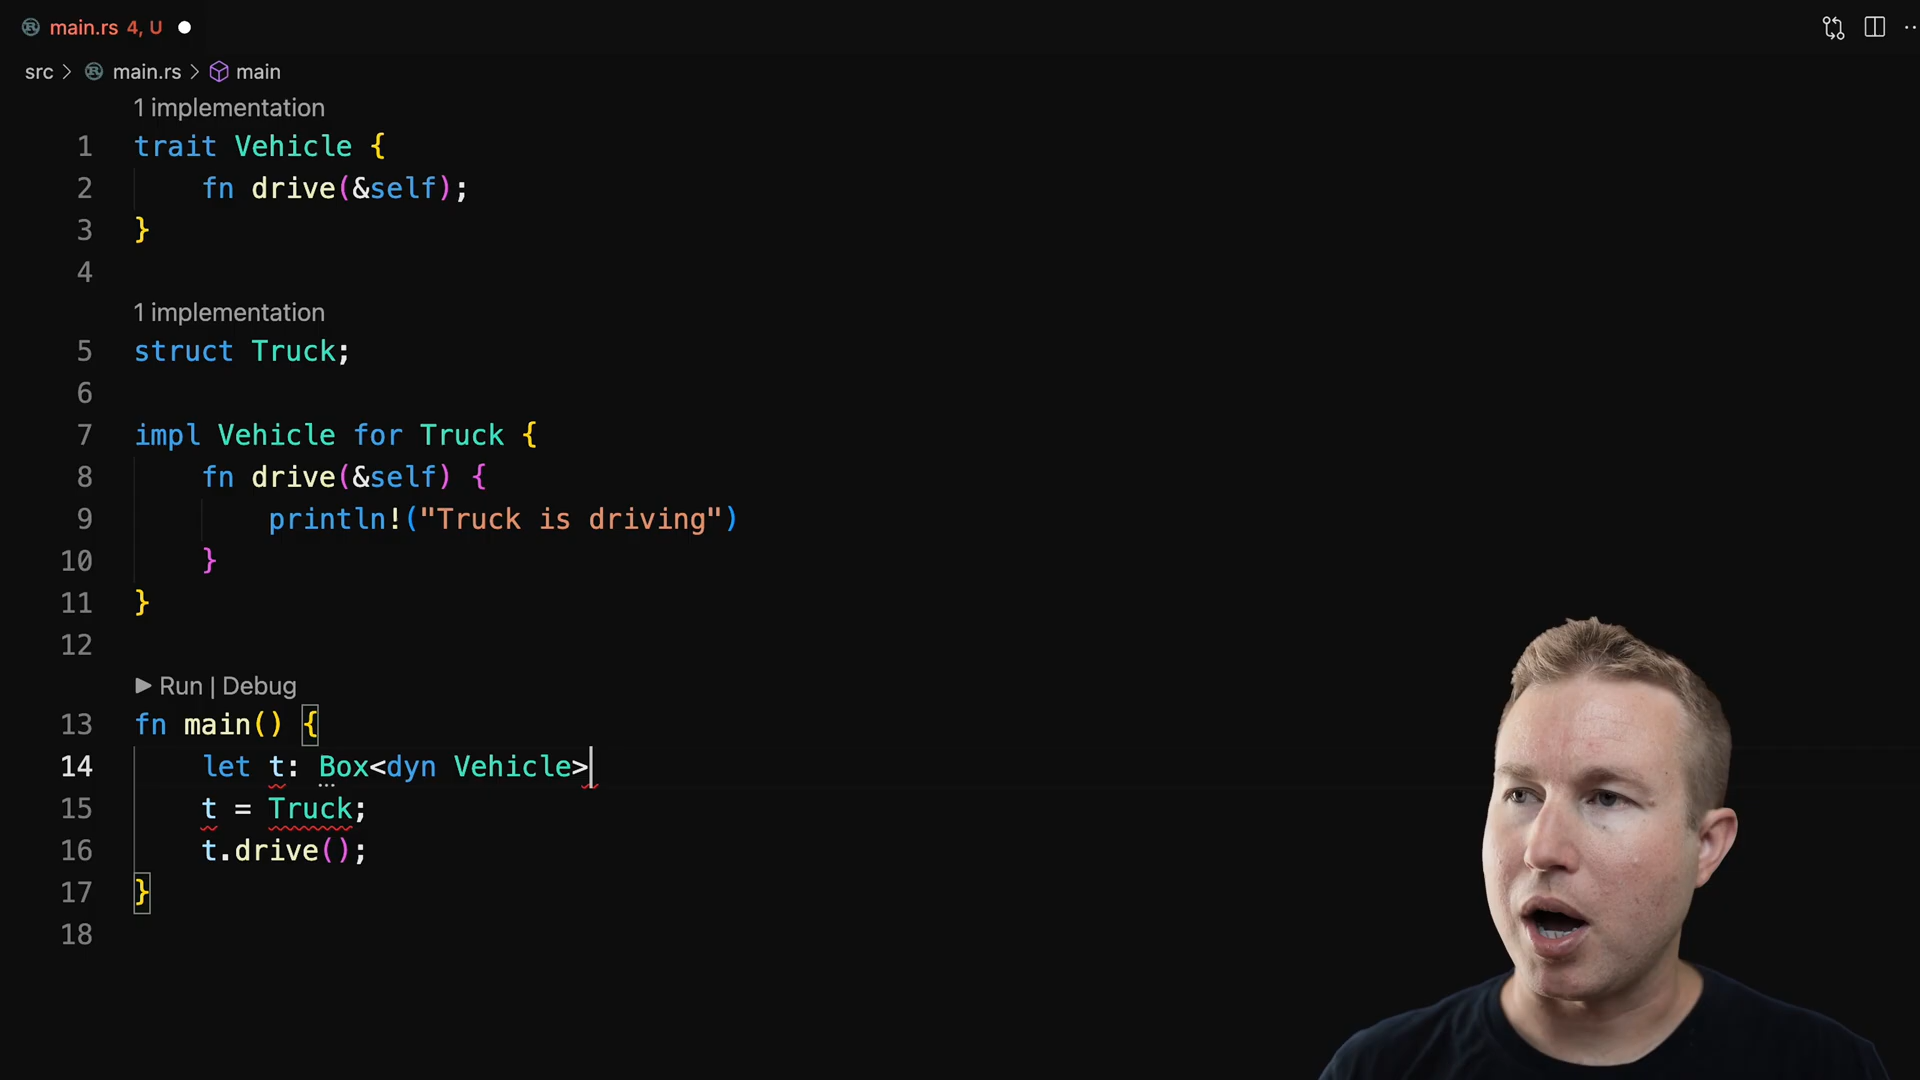 main.rs 4, U
src > main.rs > main
1 implementation
1 trait Vehicle {
2     fn drive(&self);
3 }
4
1 implementation
5 struct Truck;
6
7 impl Vehicle for Truck {
8     fn drive(&self) {
9         println!("Truck is driving")
10     }
11 }
12
Run | Debug
13 fn main() {
14     let t: Box<dyn Vehicle>
15     t = Truck;
16     t.drive();
17 }
18